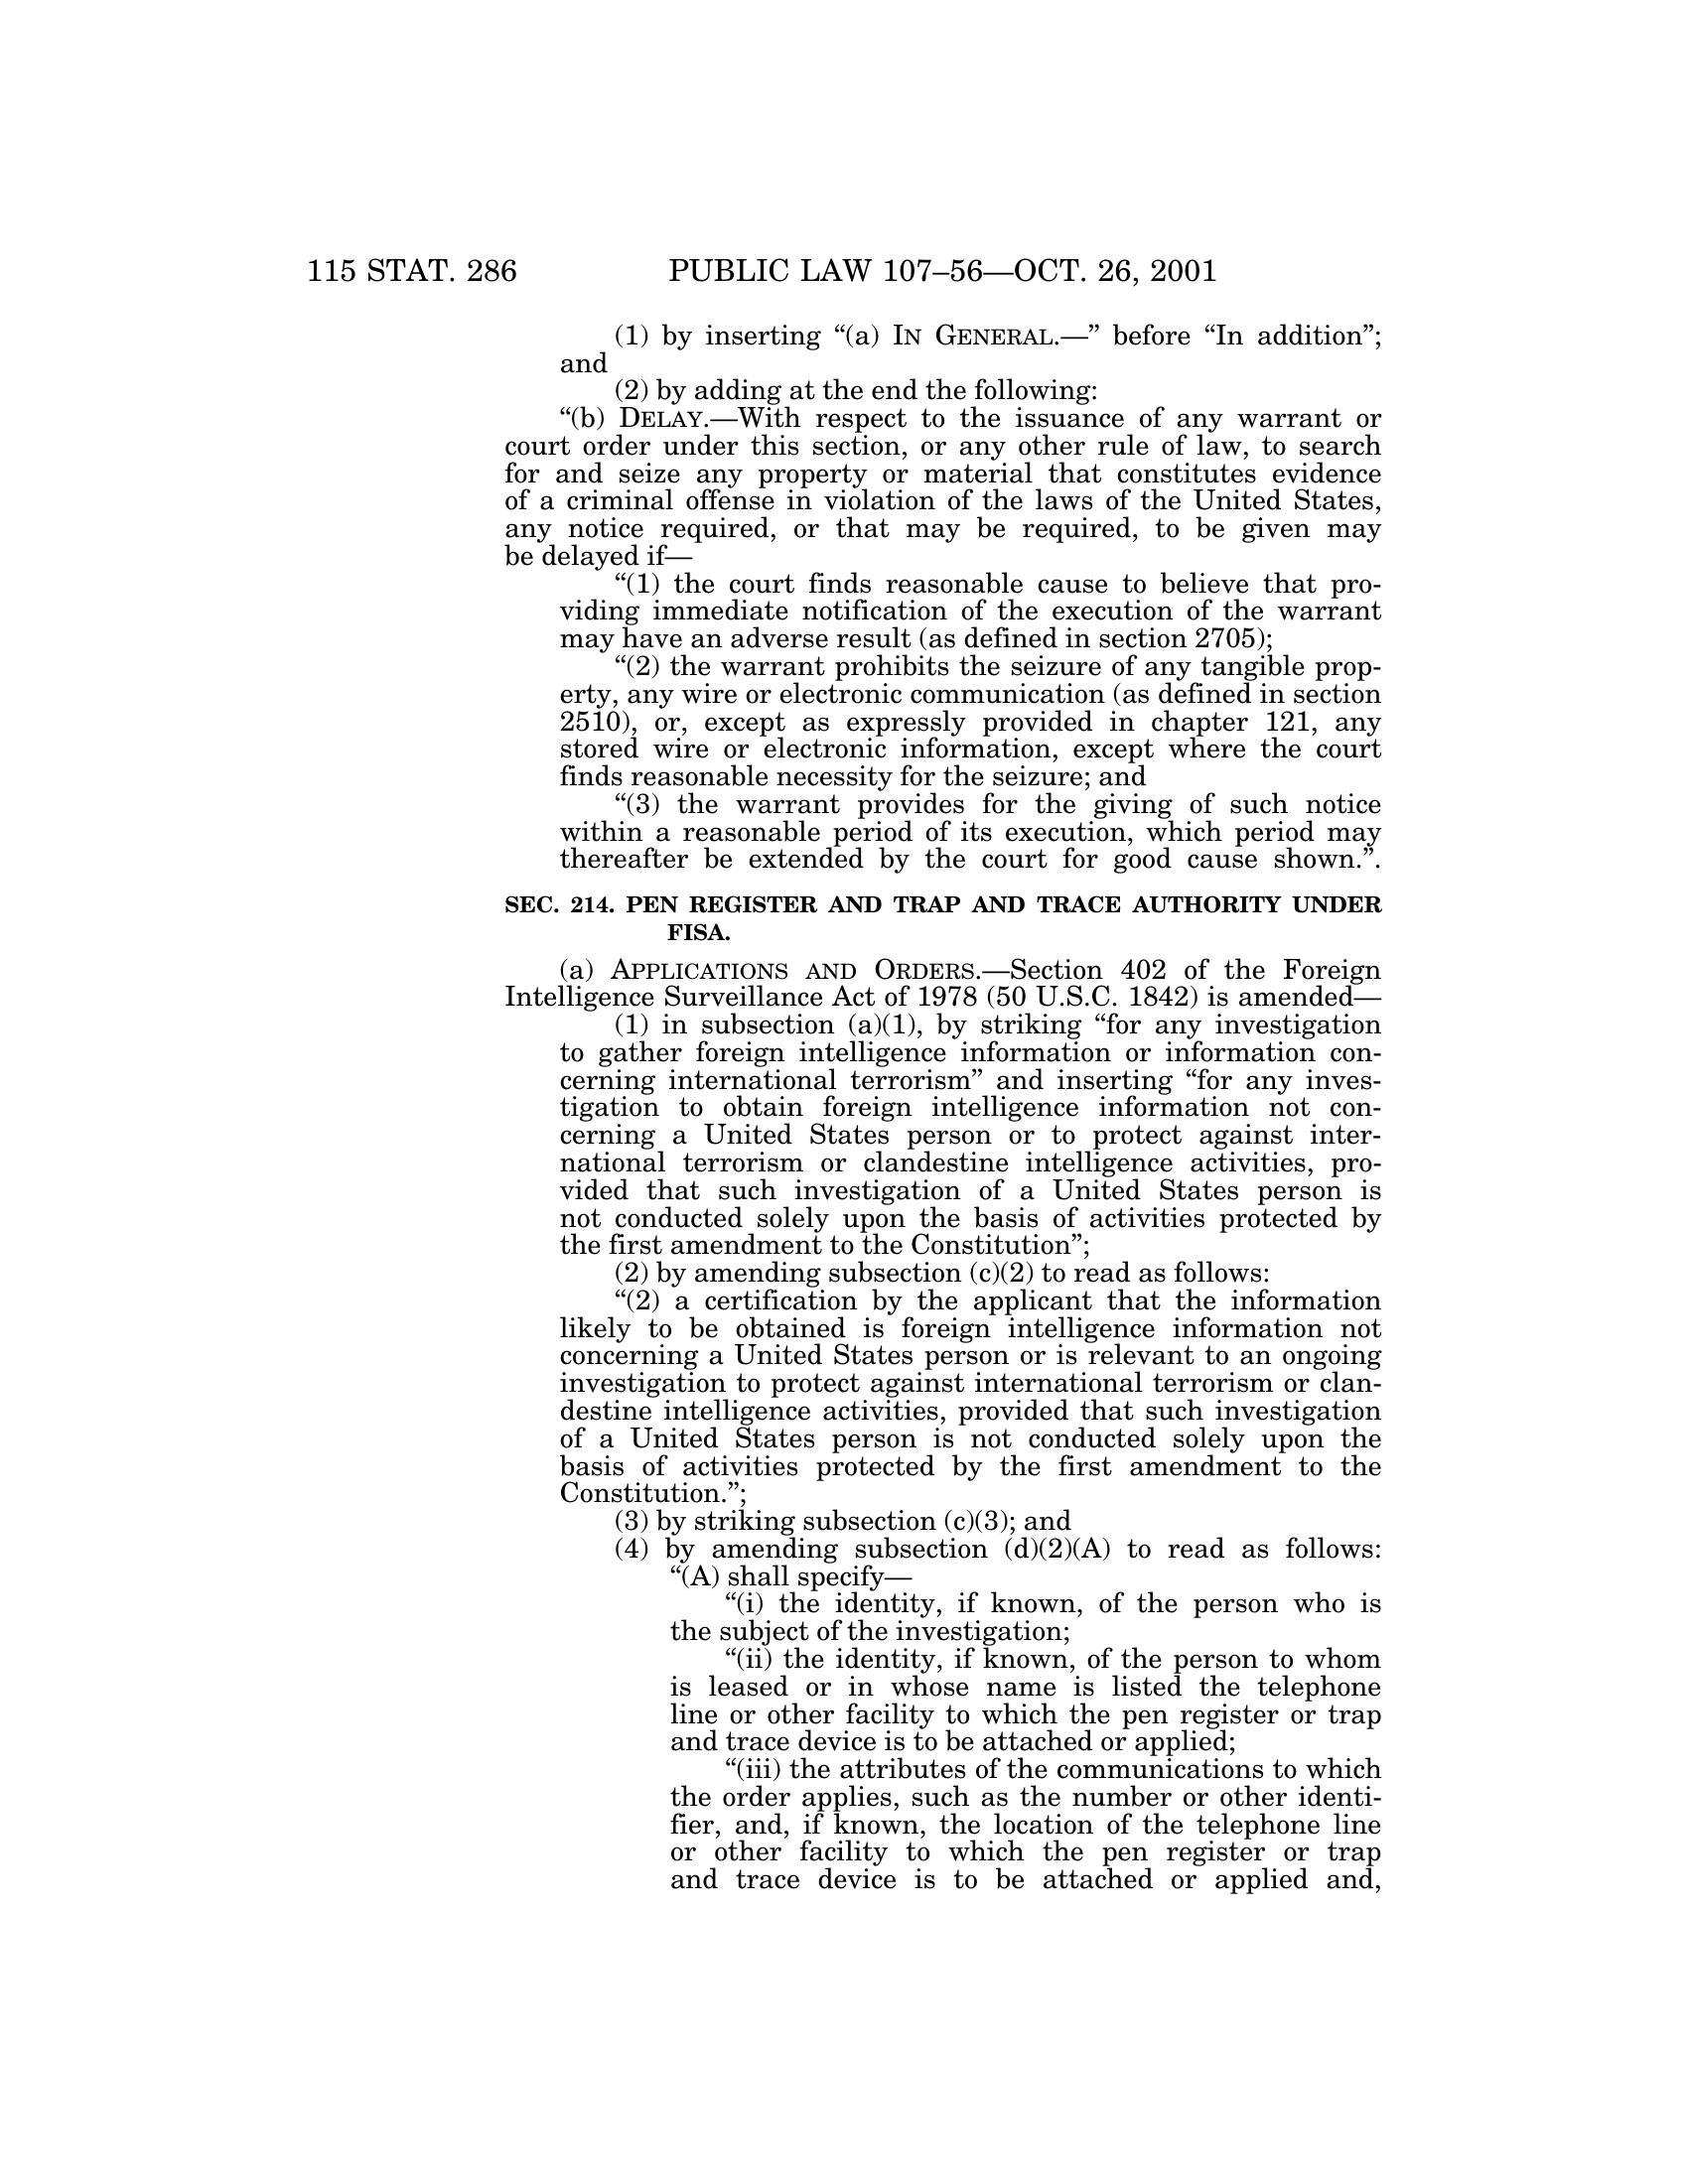 115 STAT. 286 PUBLIC LAW 107–56—OCT. 26, 2001
(1) by inserting “(a) IN GENERAL.—” before “In addition”;
and
(2) by adding at the end the following:
“(b) DELAY.—With respect to the issuance of any warrant or
court order under this section, or any other rule of law, to search
for and seize any property or material that constitutes evidence
of a criminal offense in violation of the laws of the United States,
any notice required, or that may be required, to be given may
be delayed if—
“(1) the court finds reasonable cause to believe that pro-
viding immediate notification of the execution of the warrant
may have an adverse result (as defined in section 2705);
“(2) the warrant prohibits the seizure of any tangible prop-
erty, any wire or electronic communication (as defined in section
2510), or, except as expressly provided in chapter 121, any
stored wire or electronic information, except where the court
finds reasonable necessity for the seizure; and
“(3) the warrant provides for the giving of such notice
within a reasonable period of its execution, which period may
thereafter be extended by the court for good cause shown.”.
SEC. 214. PEN REGISTER AND TRAP AND TRACE AUTHORITY UNDER
FISA.
(a) APPLICATIONS AND ORDERS.—Section 402 of the Foreign
Intelligence Surveillance Act of 1978 (50 U.S.C. 1842) is amended—
(1) in subsection (a)(1), by striking “for any investigation
to gather foreign intelligence information or information con-
cerning international terrorism” and inserting “for any inves-
tigation to obtain foreign intelligence information not con-
cerning a United States person or to protect against inter-
national terrorism or clandestine intelligence activities, pro-
vided that such investigation of a United States person is
not conducted solely upon the basis of activities protected by
the first amendment to the Constitution”;
(2) by amending subsection (c)(2) to read as follows:
“(2) a certification by the applicant that the information
likely to be obtained is foreign intelligence information not
concerning a United States person or is relevant to an ongoing
investigation to protect against international terrorism or clan-
destine intelligence activities, provided that such investigation
of a United States person is not conducted solely upon the
basis of activities protected by the first amendment to the
Constitution.”;
(3) by striking subsection (c)(3); and
(4) by amending subsection (d)(2)(A) to read as follows:
“(A) shall specify—
“(i) the identity, if known, of the person who is
the subject of the investigation;
“(ii) the identity, if known, of the person to whom
is leased or in whose name is listed the telephone
line or other facility to which the pen register or trap
and trace device is to be attached or applied;
“(iii) the attributes of the communications to which
the order applies, such as the number or other identi-
fier, and, if known, the location of the telephone line
or other facility to which the pen register or trap
and trace device is to be attached or applied and,